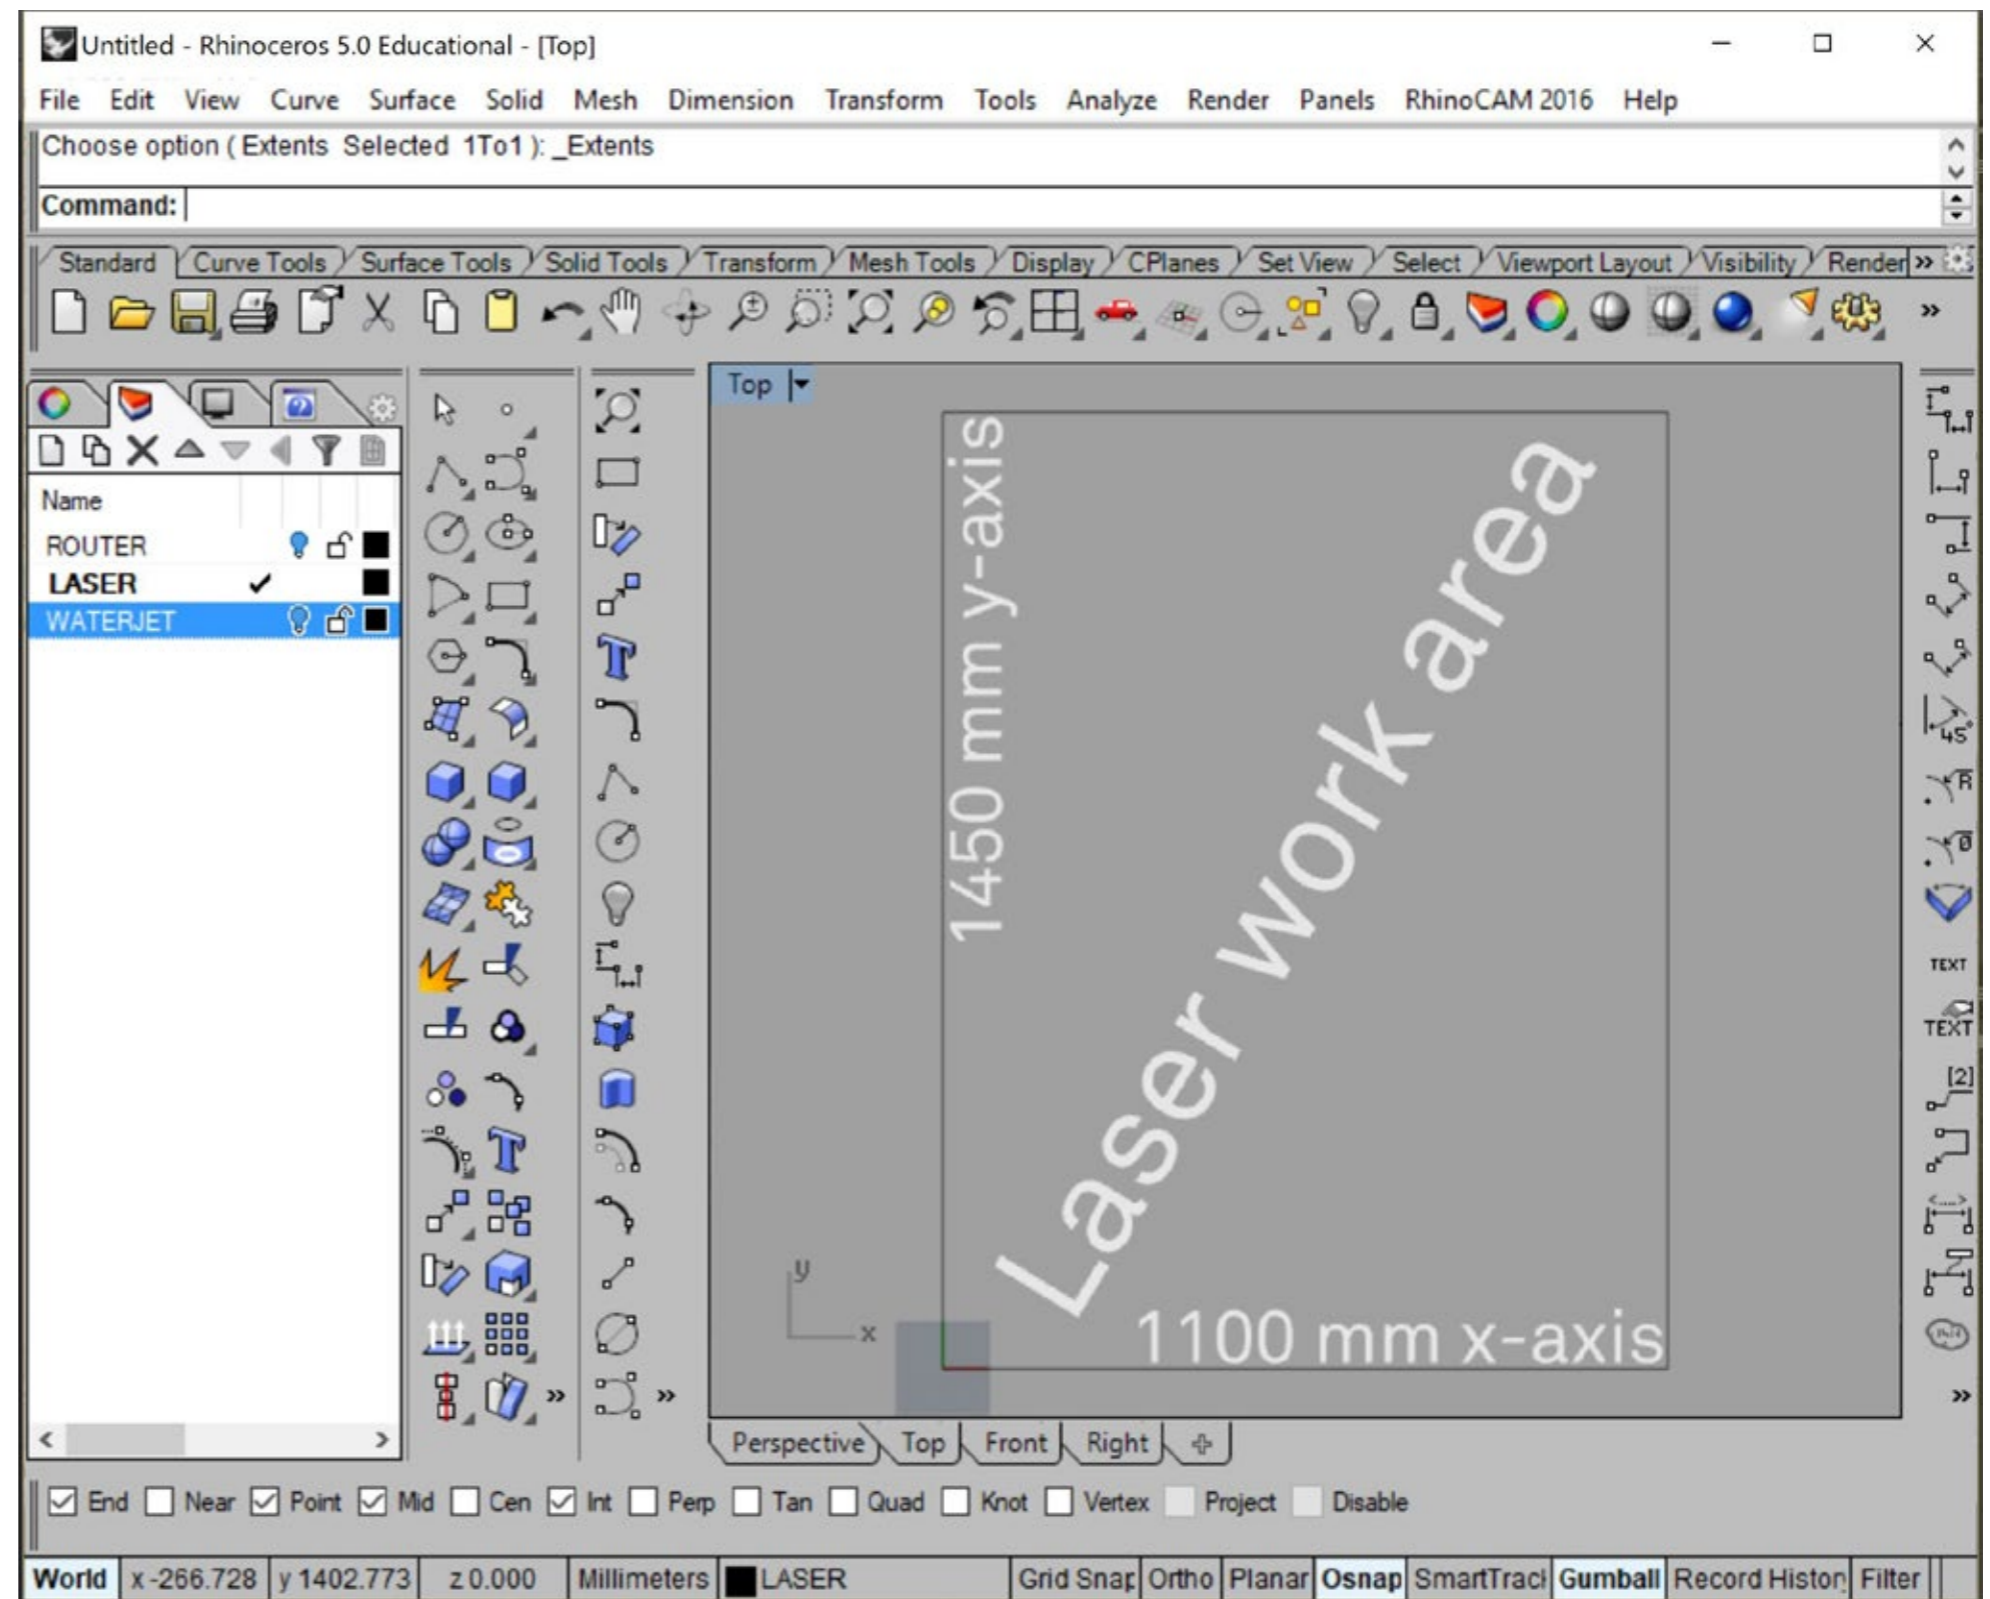 Untitled - Rhinoceros 5.0 Educational - [Top]
File Edit View Curve Surface Solid Mesh Dimension Transform Tools Analyze Render Panels RhinoCAM 2016 Help
Choose option ( Extents Selected 1To1 ): _Extents
Command:
Standard Curve Tools Surface Tools Solid Tools Transform Mesh Tools Display CPlanes Set View Select Viewport Layout Visibility Render »
»
Top
Name
ROUTER
LASER
WATERJET
1450 mm y-axis
Laser work area
1100 mm x-axis
y
x
45°
R
Ø
TEXT
TEXT
[2]
» » »
Perspective Top Front Right
End Near Point Mid Cen Int Perp Tan Quad Knot Vertex Project Disable
World x -266.728 y 1402.773 z 0.000 Millimeters LASER Grid Snap Ortho Planar Osnap SmartTrac Gumball Record Histor Filter